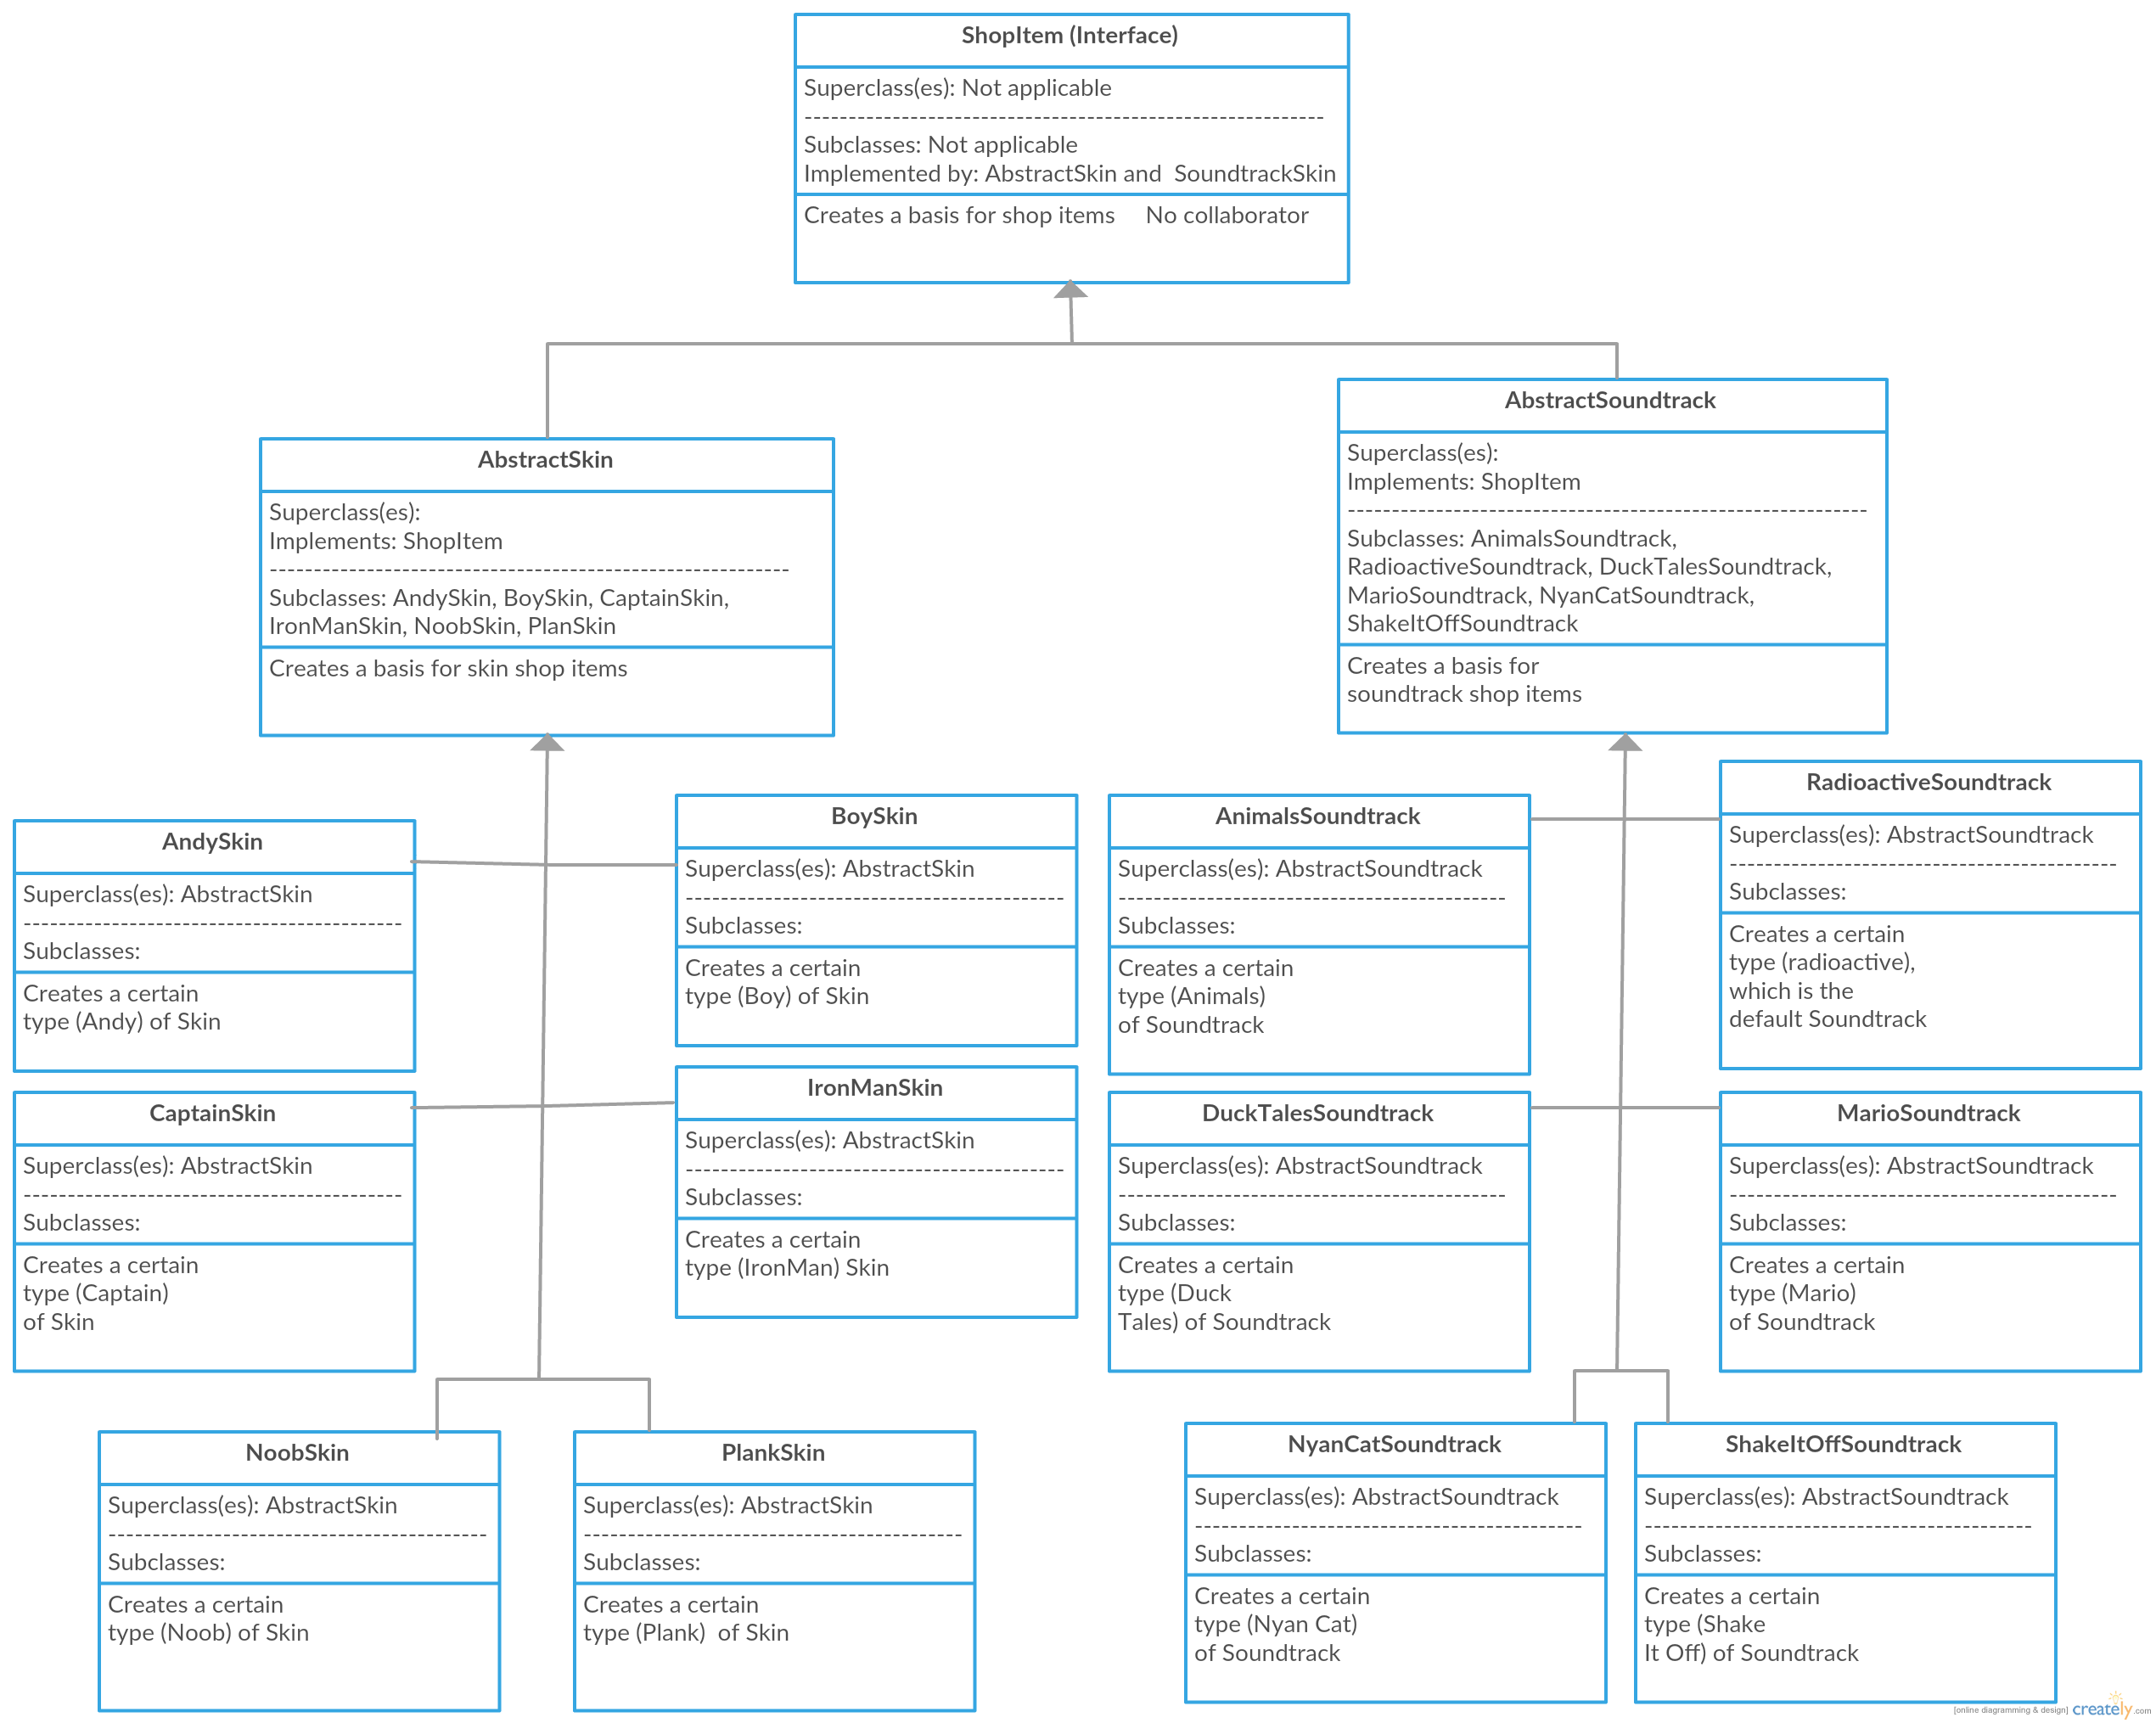 ShopItem (Interface)
Superclass(es): Not applicable
----------------------------------------------------------
Subclasses: Not applicable
Implemented by: AbstractSkin and  SoundtrackSkin
Creates a basis for shop items     No collaborator
AbstractSkin
Superclass(es):
Implements: ShopItem
----------------------------------------------------------
Subclasses: AndySkin, BoySkin, CaptainSkin,
IronManSkin, NoobSkin, PlanSkin
Creates a basis for skin shop items
AbstractSoundtrack
Superclass(es):
Implements: ShopItem
----------------------------------------------------------
Subclasses: AnimalsSoundtrack,
RadioactiveSoundtrack, DuckTalesSoundtrack,
MarioSoundtrack, NyanCatSoundtrack,
ShakeItOffSoundtrack
Creates a basis for
soundtrack shop items
AndySkin
Superclass(es): AbstractSkin
------------------------------------------
Subclasses:
Creates a certain
type (Andy) of Skin
BoySkin
Superclass(es): AbstractSkin
------------------------------------------
Subclasses:
Creates a certain
type (Boy) of Skin
AnimalsSoundtrack
Superclass(es): AbstractSoundtrack
-------------------------------------------
Subclasses:
Creates a certain
type (Animals)
of Soundtrack
RadioactiveSoundtrack
Superclass(es): AbstractSoundtrack
-------------------------------------------
Subclasses:
Creates a certain
type (radioactive),
which is the
default Soundtrack
CaptainSkin
Superclass(es): AbstractSkin
------------------------------------------
Subclasses:
Creates a certain
type (Captain)
of Skin
IronManSkin
Superclass(es): AbstractSkin
------------------------------------------
Subclasses:
Creates a certain
type (IronMan) Skin
DuckTalesSoundtrack
Superclass(es): AbstractSoundtrack
-------------------------------------------
Subclasses:
Creates a certain
type (Duck
Tales) of Soundtrack
MarioSoundtrack
Superclass(es): AbstractSoundtrack
-------------------------------------------
Subclasses:
Creates a certain
type (Mario)
of Soundtrack
NoobSkin
Superclass(es): AbstractSkin
------------------------------------------
Subclasses:
Creates a certain
type (Noob) of Skin
PlankSkin
Superclass(es): AbstractSkin
------------------------------------------
Subclasses:
Creates a certain
type (Plank)  of Skin
NyanCatSoundtrack
Superclass(es): AbstractSoundtrack
-------------------------------------------
Subclasses:
Creates a certain
type (Nyan Cat)
of Soundtrack
ShakeItOffSoundtrack
Superclass(es): AbstractSoundtrack
-------------------------------------------
Subclasses:
Creates a certain
type (Shake
It Off) of Soundtrack
[online diagramming & design] creately.com